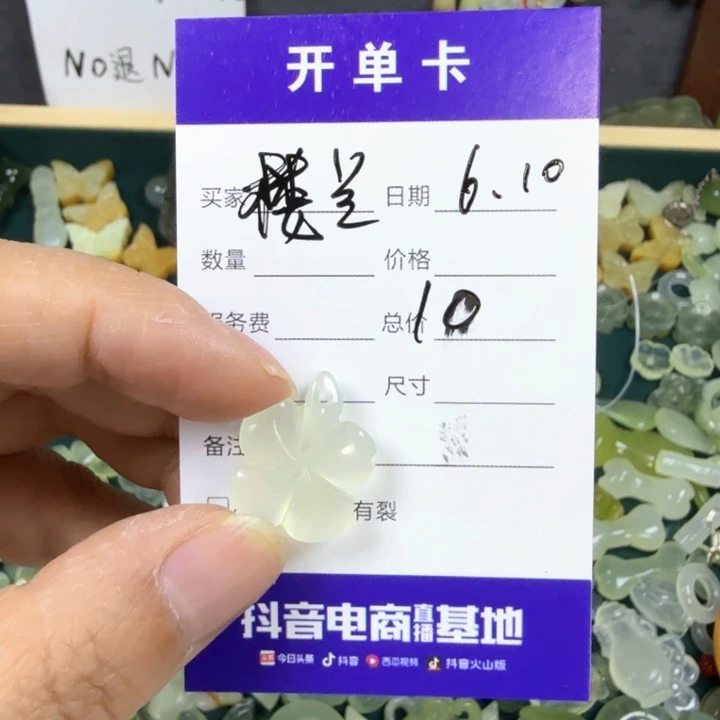 No退 N
开单卡
买家 楼兰 日期 6.10
数量 价格
务费 总价 10
尺寸
备注
有裂
抖音电商直播基地
今日头条 抖音 西瓜视频 抖音火山版